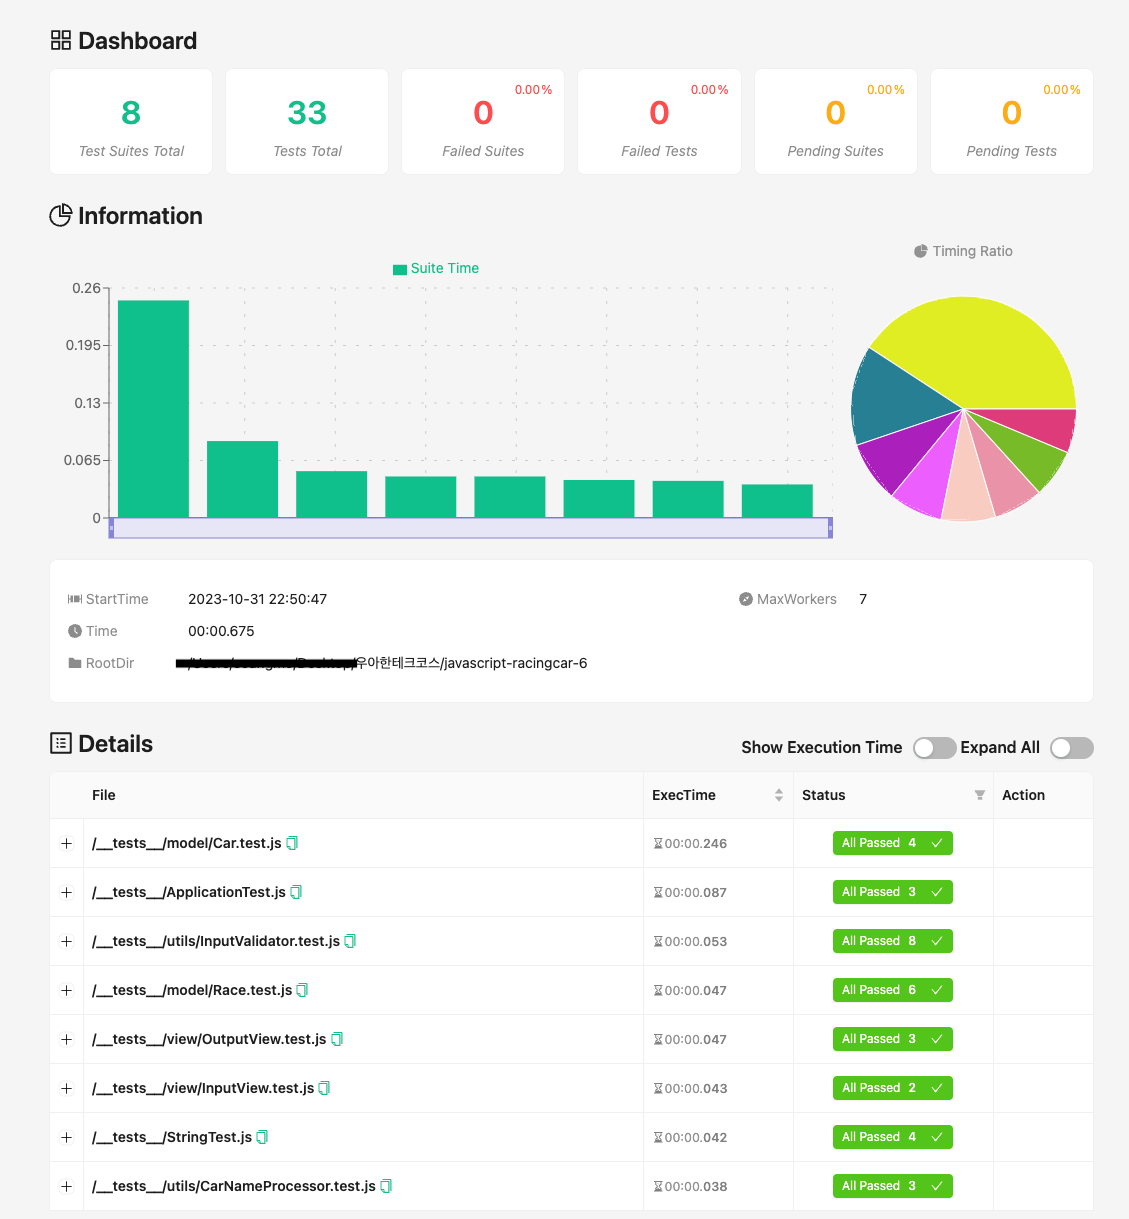 Dashboard
8
Test Suites Total
33
Tests Total
0.00%
0
Failed Suites
0.00%
0
Failed Tests
0.00%
0
Pending Suites
0.00%
0
Pending Tests
Information
Suite Time
0.26
0.195
0.13
0.065
0
Timing Ratio
StartTime 2023-10-31 22:50:47
MaxWorkers 7
Time 00:00.675
RootDir 우아한테크코스/javascript-racingcar-6
Details
Show Execution Time Expand All
File ExecTime Status Action
/__tests__/model/Car.test.js 00:00.246 All Passed 4
/__tests__/ApplicationTest.js 00:00.087 All Passed 3
/__tests__/utils/InputValidator.test.js 00:00.053 All Passed 8
/__tests__/model/Race.test.js 00:00.047 All Passed 6
/__tests__/view/OutputView.test.js 00:00.047 All Passed 3
/__tests__/view/InputView.test.js 00:00.043 All Passed 2
/__tests__/StringTest.js 00:00.042 All Passed 4
/__tests__/utils/CarNameProcessor.test.js 00:00.038 All Passed 3